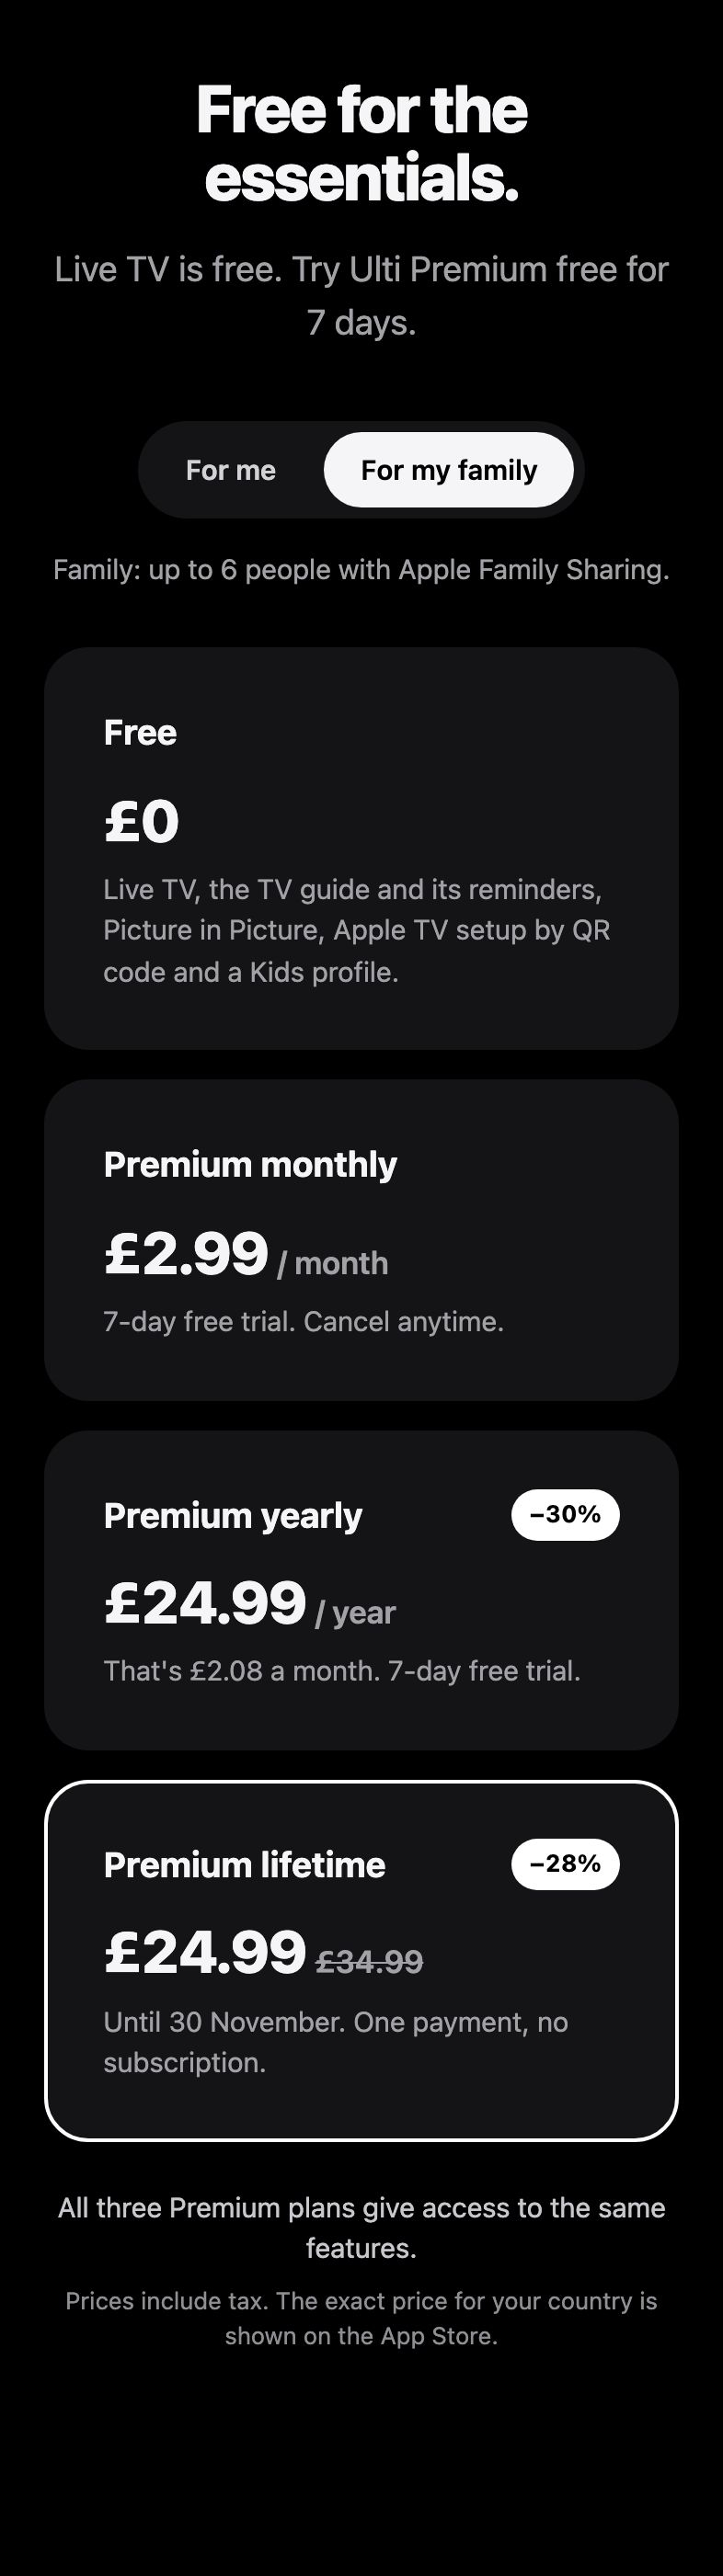 Free for the
essentials.
Live TV is free. Try Ulti Premium free for
7 days.
For me
For my family
Family: up to 6 people with Apple Family Sharing.
Free
£0
Live TV, the TV guide and its reminders,
Picture in Picture, Apple TV setup by QR
code and a Kids profile.
Premium monthly
£2.99 / month
7-day free trial. Cancel anytime.
Premium yearly
–30%
£24.99 / year
That's £2.08 a month. 7-day free trial.
Premium lifetime
–28%
£24.99 £34.99
Until 30 November. One payment, no
subscription.
All three Premium plans give access to the same
features.
Prices include tax. The exact price for your country is
shown on the App Store.